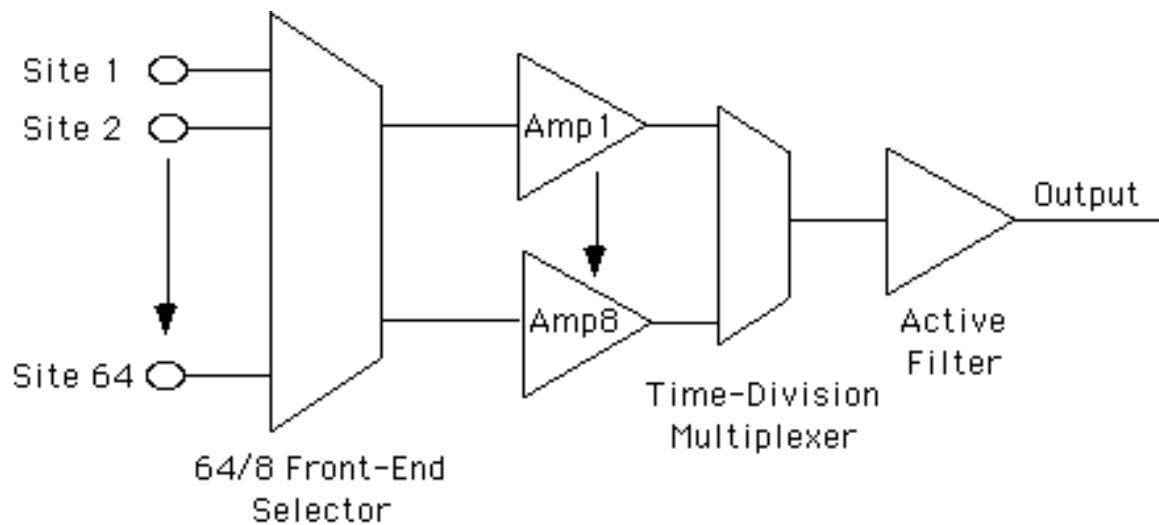 Site 1
Site 2
Site 64
64/8 Front-End
Selector
Amp1
Amp8
Time-Division
Multiplexer
Active
Filter
Output